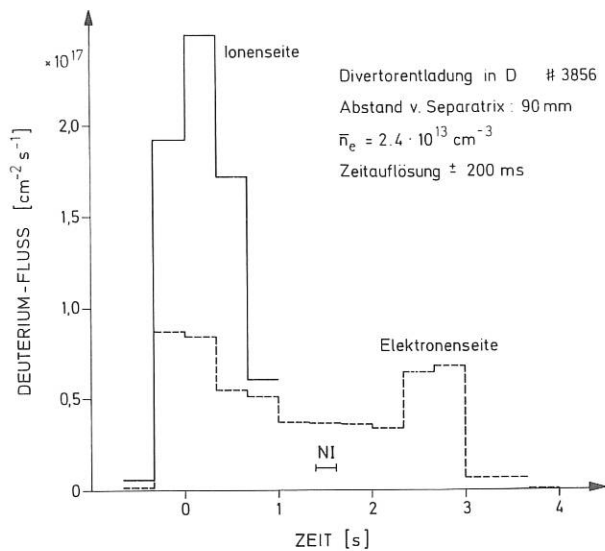 × 10¹⁷
Ionenseite
Divertorentladung in D # 3856
Abstand v. Separatrix : 90 mm
n̅ₑ = 2.4 · 10¹³ cm⁻³
Zeitauflösung ± 200 ms
2,0
1,5
1,0
0,5
0
DEUTERIUM-FLUSS [cm⁻² s⁻¹]
Elektronenseite
NI
0 1 2 3 4
ZEIT [s]